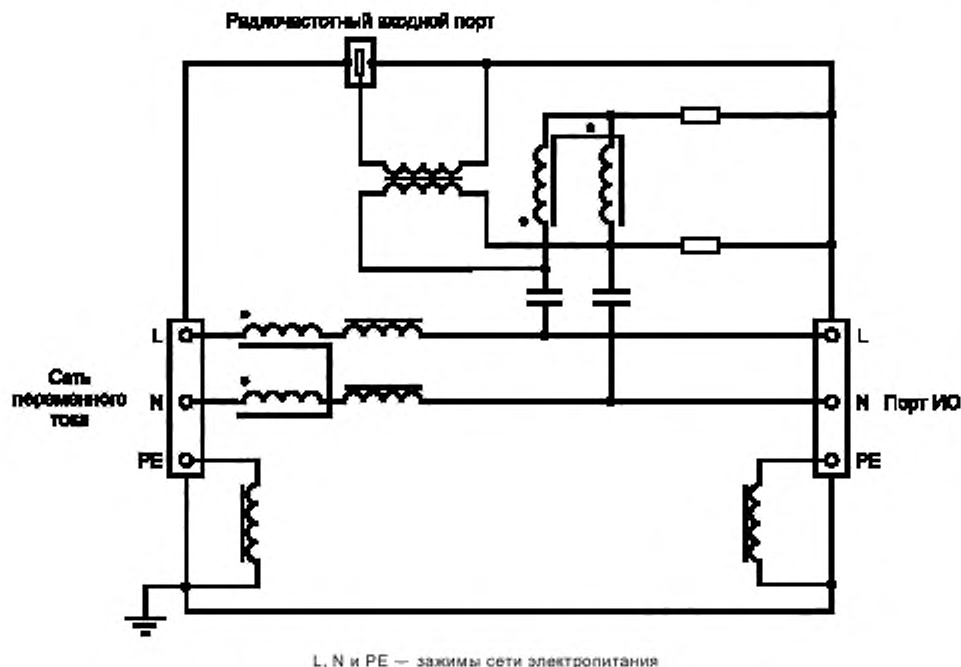 Радиочастотный входной порт
L
L
Сеть
переменного
тока
N
N Порт ИО
PE
PE
L, N и PE — зажимы сети электропитания